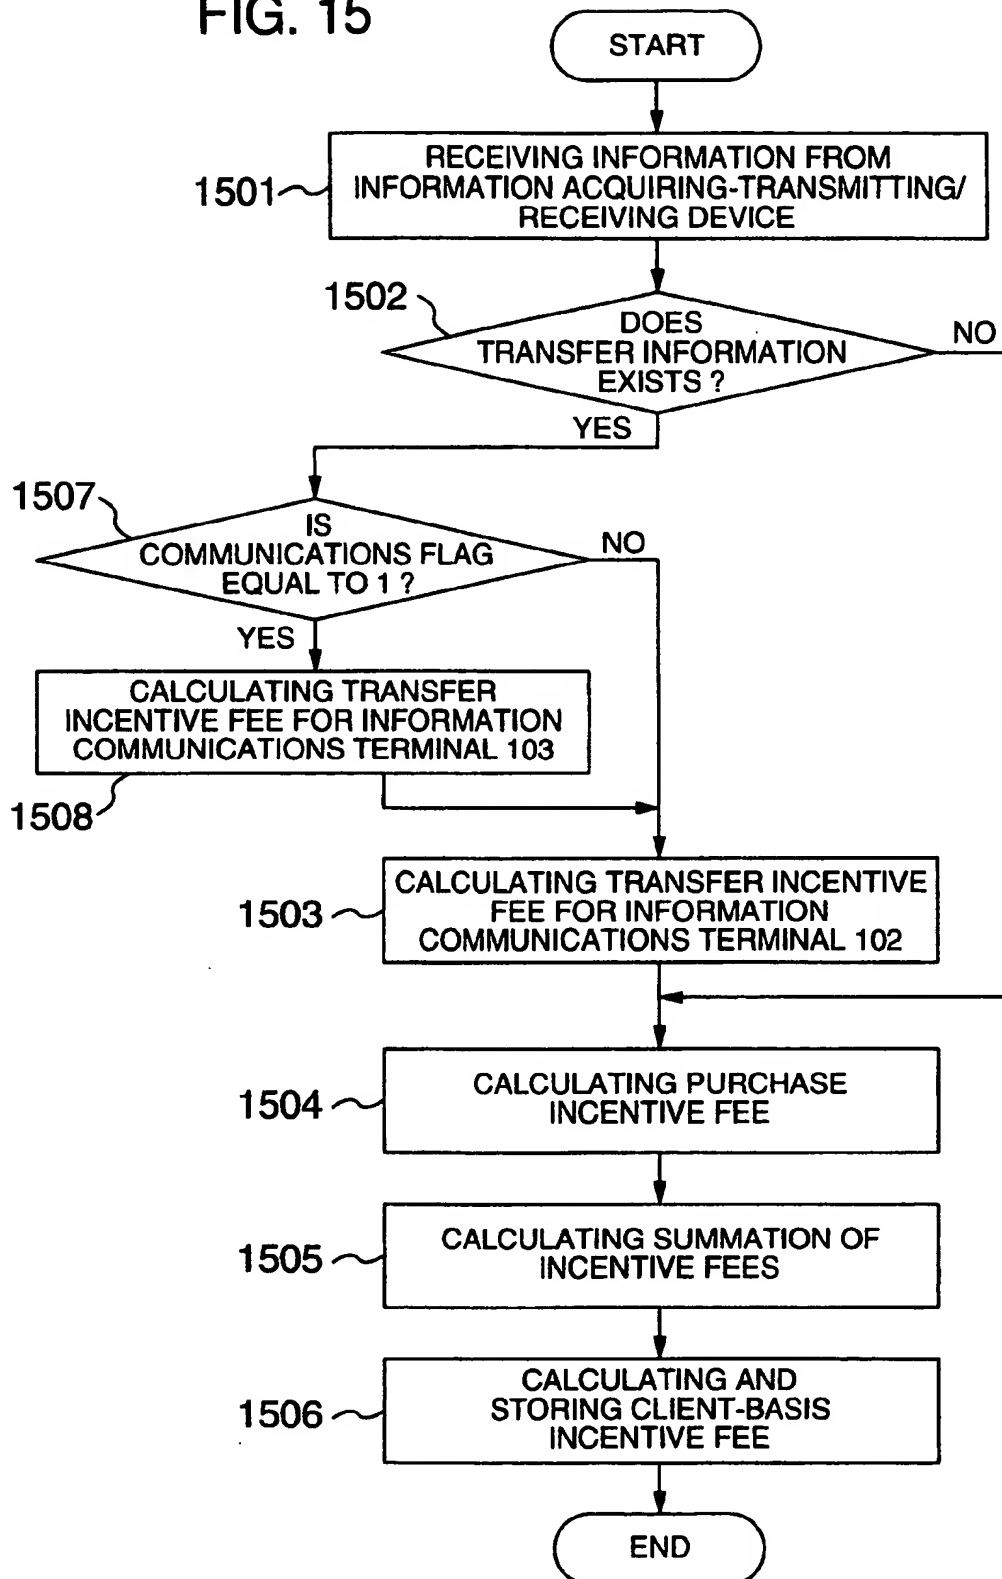 FIG. 15
START
1501
RECEIVING INFORMATION FROM
INFORMATION ACQUIRING-TRANSMITTING/
RECEIVING DEVICE
1502
DOES
TRANSFER INFORMATION
EXISTS ?
NO
YES
1507
IS
COMMUNICATIONS FLAG
EQUAL TO 1 ?
NO
YES
CALCULATING TRANSFER
INCENTIVE FEE FOR INFORMATION
COMMUNICATIONS TERMINAL 103
1508
1503
CALCULATING TRANSFER INCENTIVE
FEE FOR INFORMATION
COMMUNICATIONS TERMINAL 102
1504
CALCULATING PURCHASE
INCENTIVE FEE
1505
CALCULATING SUMMATION OF
INCENTIVE FEES
1506
CALCULATING AND
STORING CLIENT-BASIS
INCENTIVE FEE
END